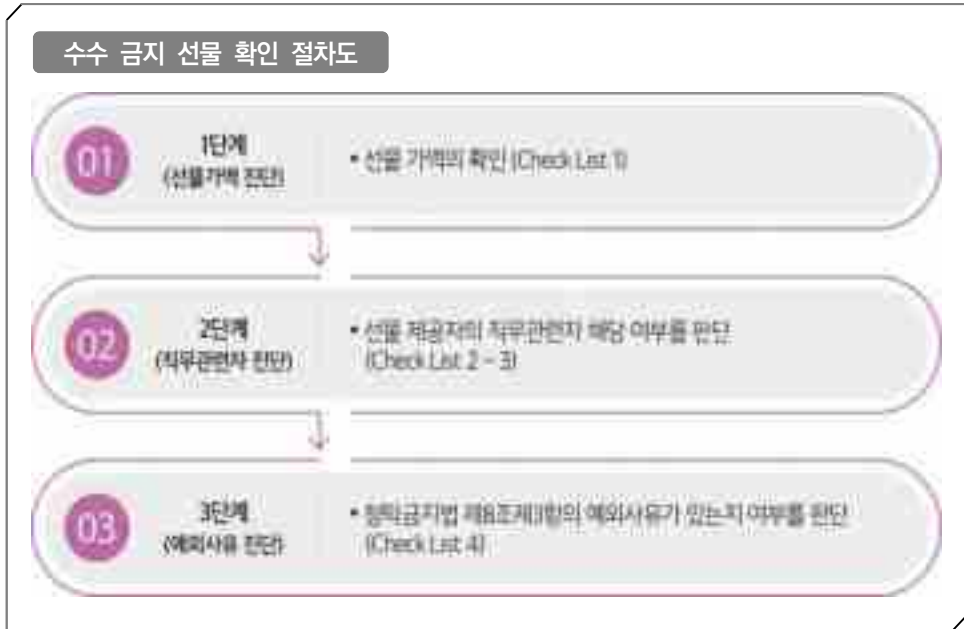 수수 금지 선물 확인 절차도
01
1단계
(선물가액 진단)
• 선물 가액의 확인 (Check List 1)
02
2단계
(직무관련자 진단)
• 선물 제공자의 직무관련자 해당 여부를 판단
(Check List 2 ~ 3)
03
3단계
(예외사유 진단)
• 청탁금지법 제8조제3항의 예외사유가 있는지 여부를 판단
(Check List 4)